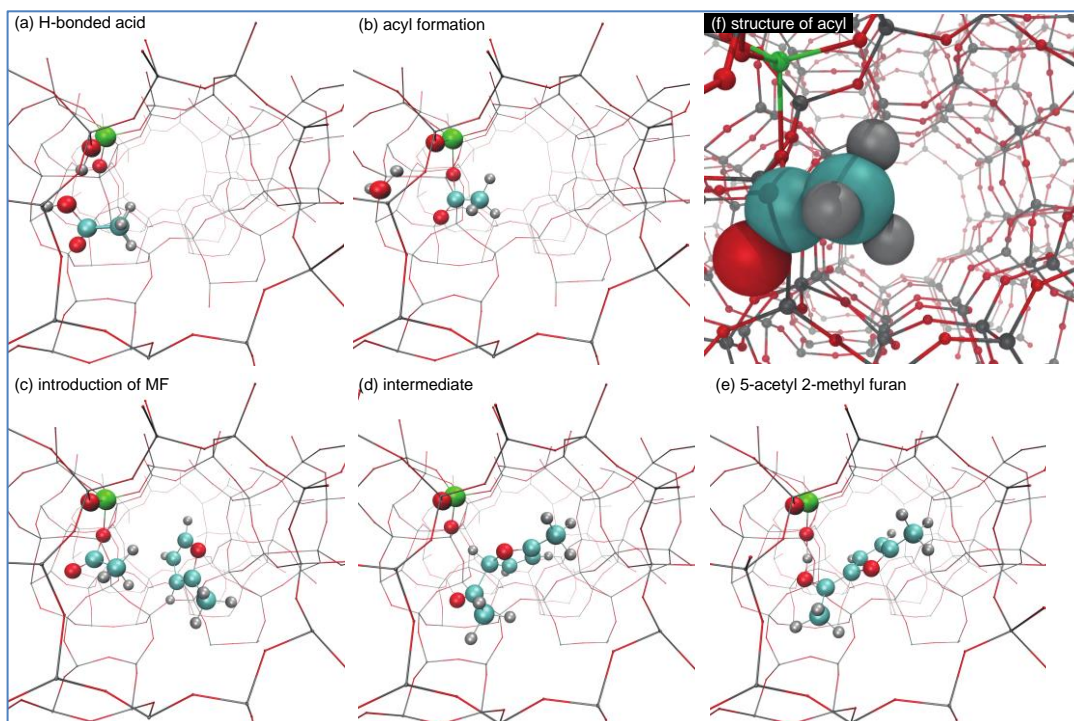 (a) H-bonded acid
(b) acyl formation
(f) structure of acyl
(c) introduction of MF
(d) intermediate
(e) 5-acetyl 2-methyl furan